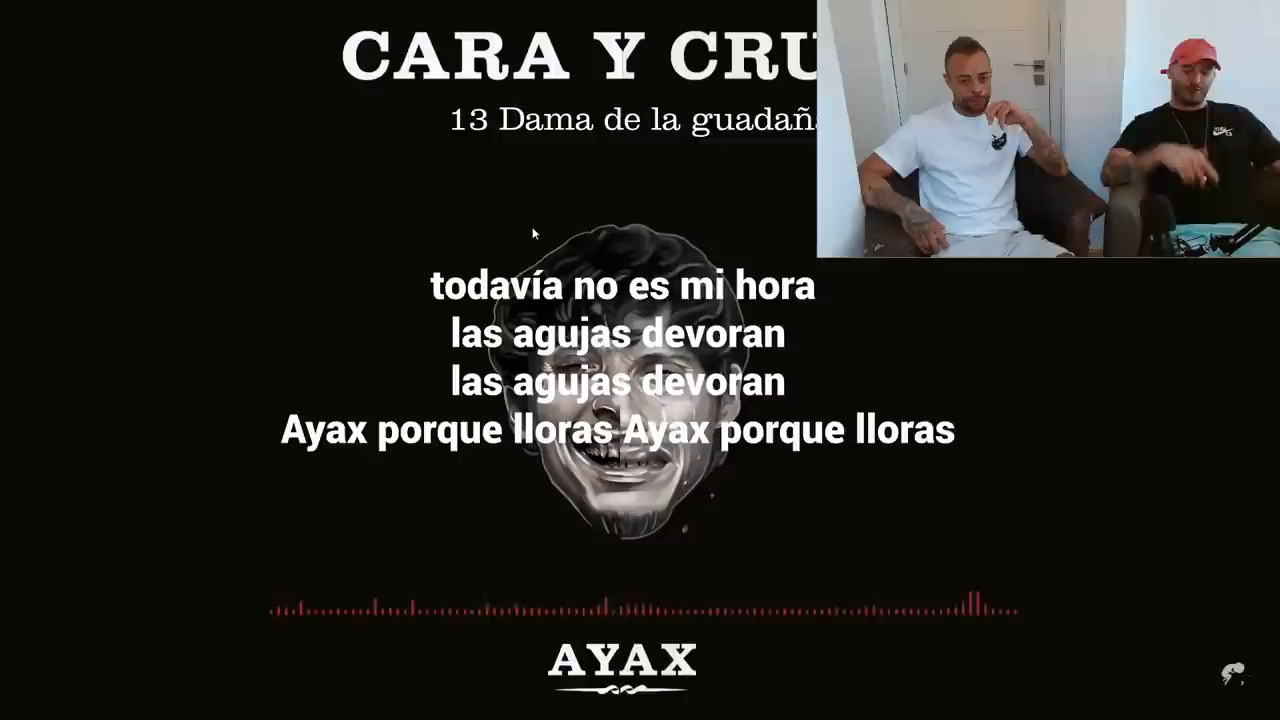 CARA Y CRU
13 Dama de la guadaña
todavía no es mi hora
las agujas devoran
las agujas devoran
Ayax porque lloras Ayax porque lloras
AYAX